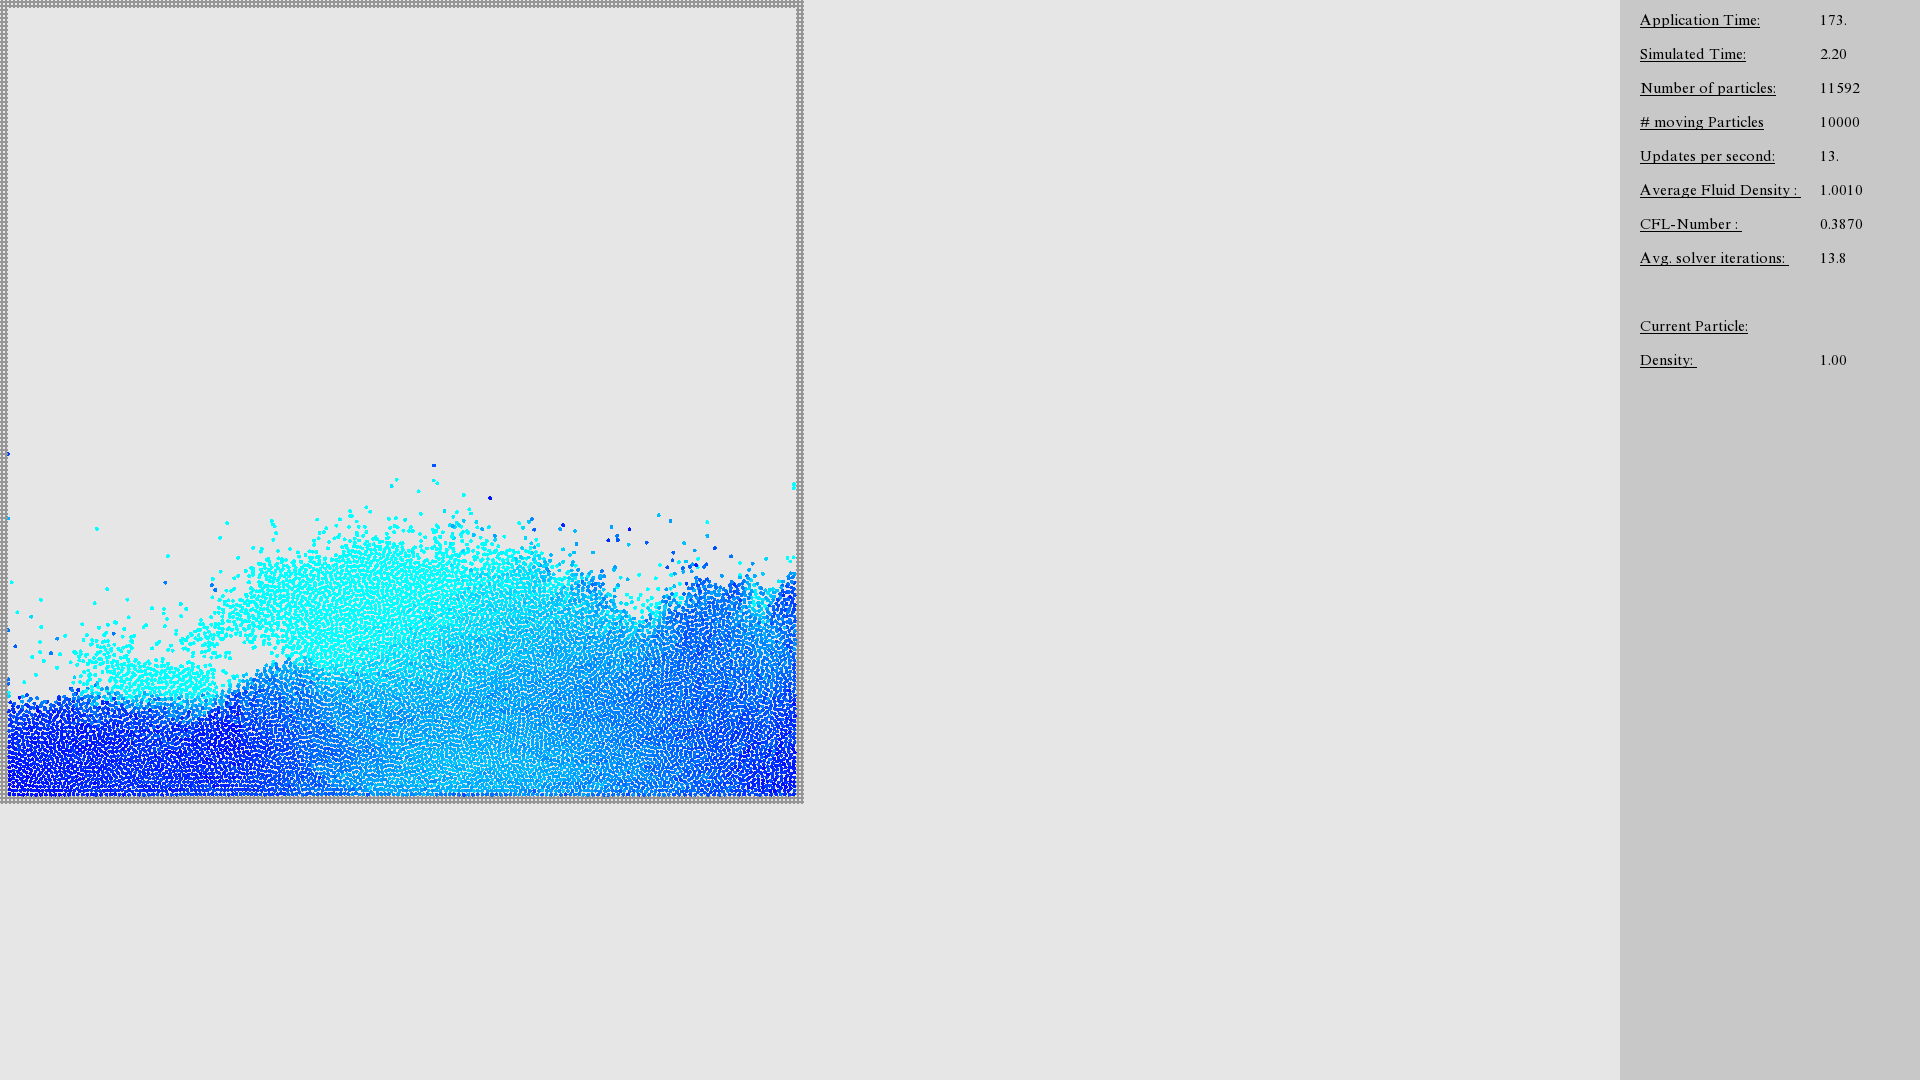 Application Time: 173.
Simulated Time: 2.20
Number of particles: 11592
# moving Particles 10000
Updates per second: 13.
Average Fluid Density : 1.0010
CFL-Number : 0.3870
Avg. solver iterations: 13.8
Current Particle:
Density: 1.00